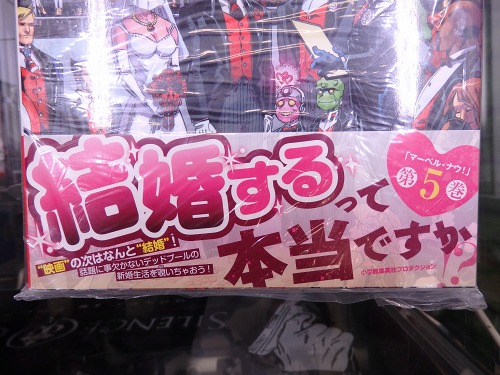 結婚する
って
本当ですか
!?
「マーベル・ナウ!」
第5巻
"映画"の次はなんと"結婚"!
話題に事欠かないデッドプールの
新婚生活を覗いちゃおう!
小学館集英社プロダクション
SILENCE